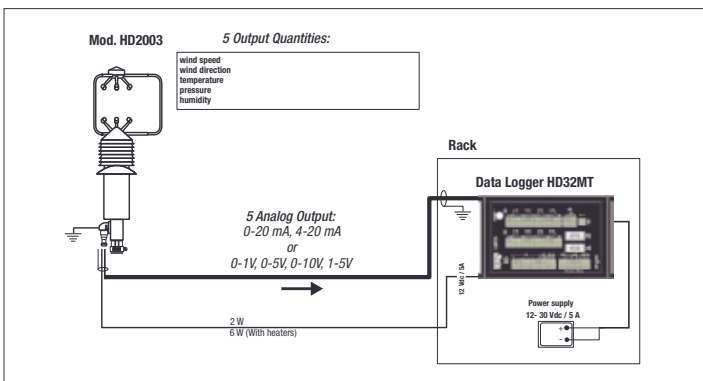 Mod. HD2003
5 Output Quantities:
wind speed
wind direction
temperature
pressure
humidity
Rack
Data Logger HD32MT
5 Analog Output:
0-20 mA, 4-20 mA
or
0-1V, 0-5V, 0-10V, 1-5V
12 Vdc / 5A
Power supply
12- 30 Vdc / 5 A
+
-
2 W
6 W (With heaters)